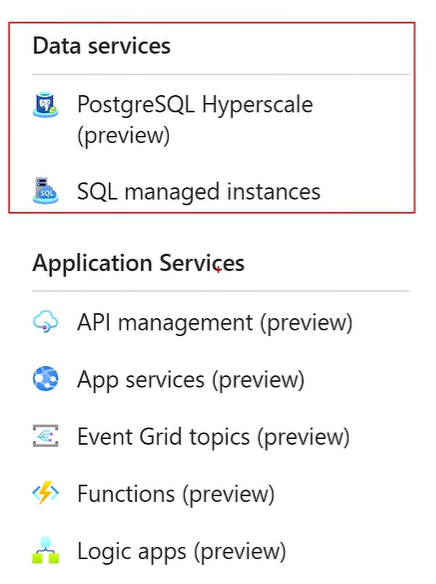 Data services
PostgreSQL Hyperscale
(preview)
SQL managed instances
Application Services
API management (preview)
App services (preview)
Event Grid topics (preview)
Functions (preview)
Logic apps (preview)